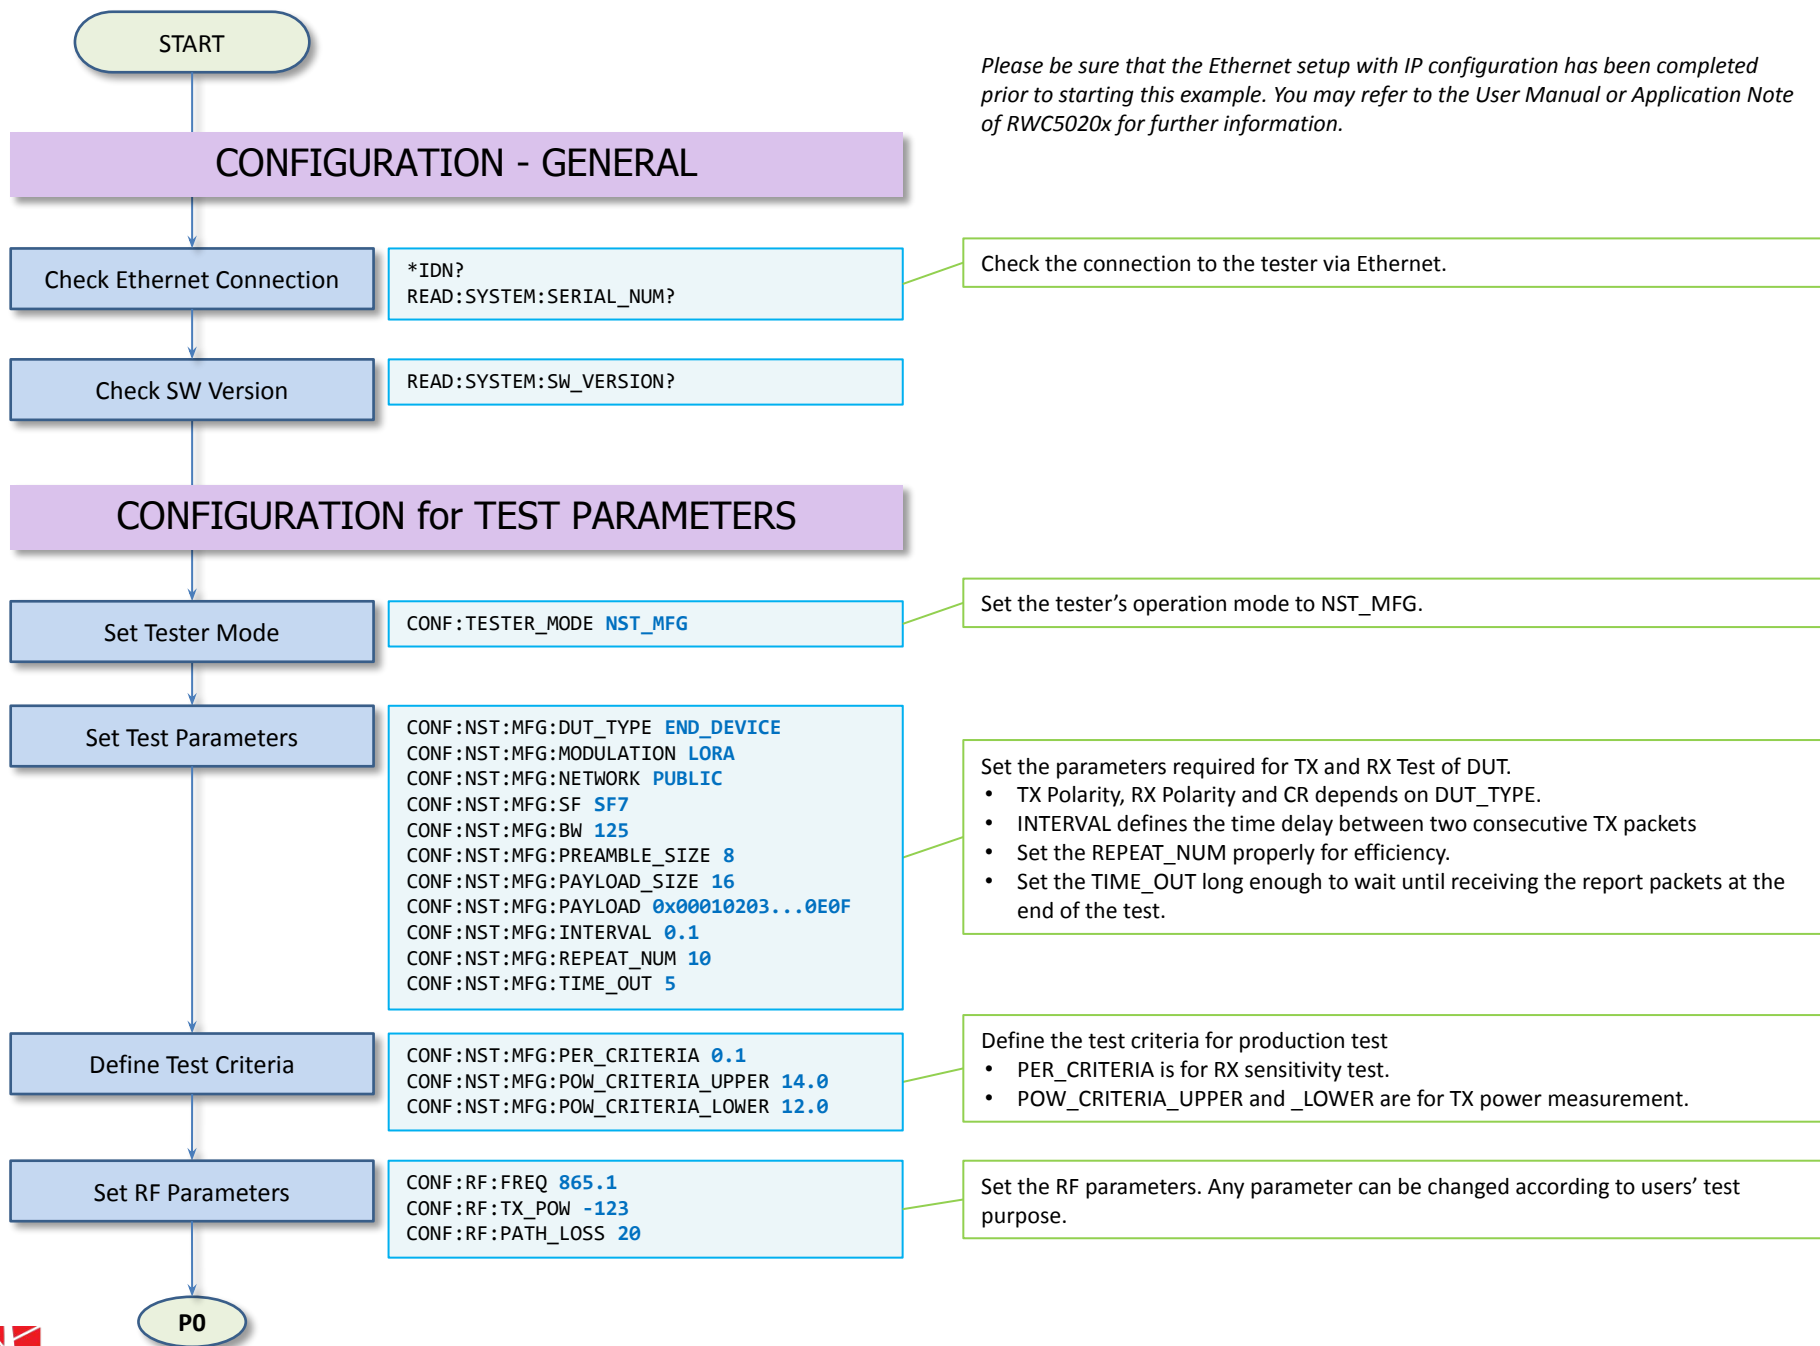 START
Please be sure that the Ethernet setup with IP configuration has been completed
prior to starting this example. You may refer to the User Manual or Application Note
of RWC5020x for further information.
CONFIGURATION - GENERAL
Check Ethernet Connection
*IDN?
READ:SYSTEM:SERIAL_NUM?
Check the connection to the tester via Ethernet.
Check SW Version
READ:SYSTEM:SW_VERSION?
CONFIGURATION for TEST PARAMETERS
Set Tester Mode
CONF:TESTER_MODE NST_MFG
Set the tester’s operation mode to NST_MFG.
Set Test Parameters
CONF:NST:MFG:DUT_TYPE END_DEVICE
CONF:NST:MFG:MODULATION LORA
CONF:NST:MFG:NETWORK PUBLIC
CONF:NST:MFG:SF SF7
CONF:NST:MFG:BW 125
CONF:NST:MFG:PREAMBLE_SIZE 8
CONF:NST:MFG:PAYLOAD_SIZE 16
CONF:NST:MFG:PAYLOAD 0x00010203...0E0F
CONF:NST:MFG:INTERVAL 0.1
CONF:NST:MFG:REPEAT_NUM 10
CONF:NST:MFG:TIME_OUT 5
Set the parameters required for TX and RX Test of DUT.
• TX Polarity, RX Polarity and CR depends on DUT_TYPE.
• INTERVAL defines the time delay between two consecutive TX packets
• Set the REPEAT_NUM properly for efficiency.
• Set the TIME_OUT long enough to wait until receiving the report packets at the
end of the test.
Define Test Criteria
CONF:NST:MFG:PER_CRITERIA 0.1
CONF:NST:MFG:POW_CRITERIA_UPPER 14.0
CONF:NST:MFG:POW_CRITERIA_LOWER 12.0
Define the test criteria for production test
• PER_CRITERIA is for RX sensitivity test.
• POW_CRITERIA_UPPER and _LOWER are for TX power measurement.
Set RF Parameters
CONF:RF:FREQ 865.1
CONF:RF:TX_POW -123
CONF:RF:PATH_LOSS 20
Set the RF parameters. Any parameter can be changed according to users’ test
purpose.
P0